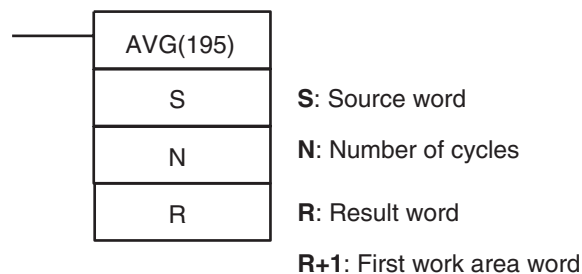 AVG(195)
S
S: Source word
N
N: Number of cycles
R
R: Result word
R+1: First work area word